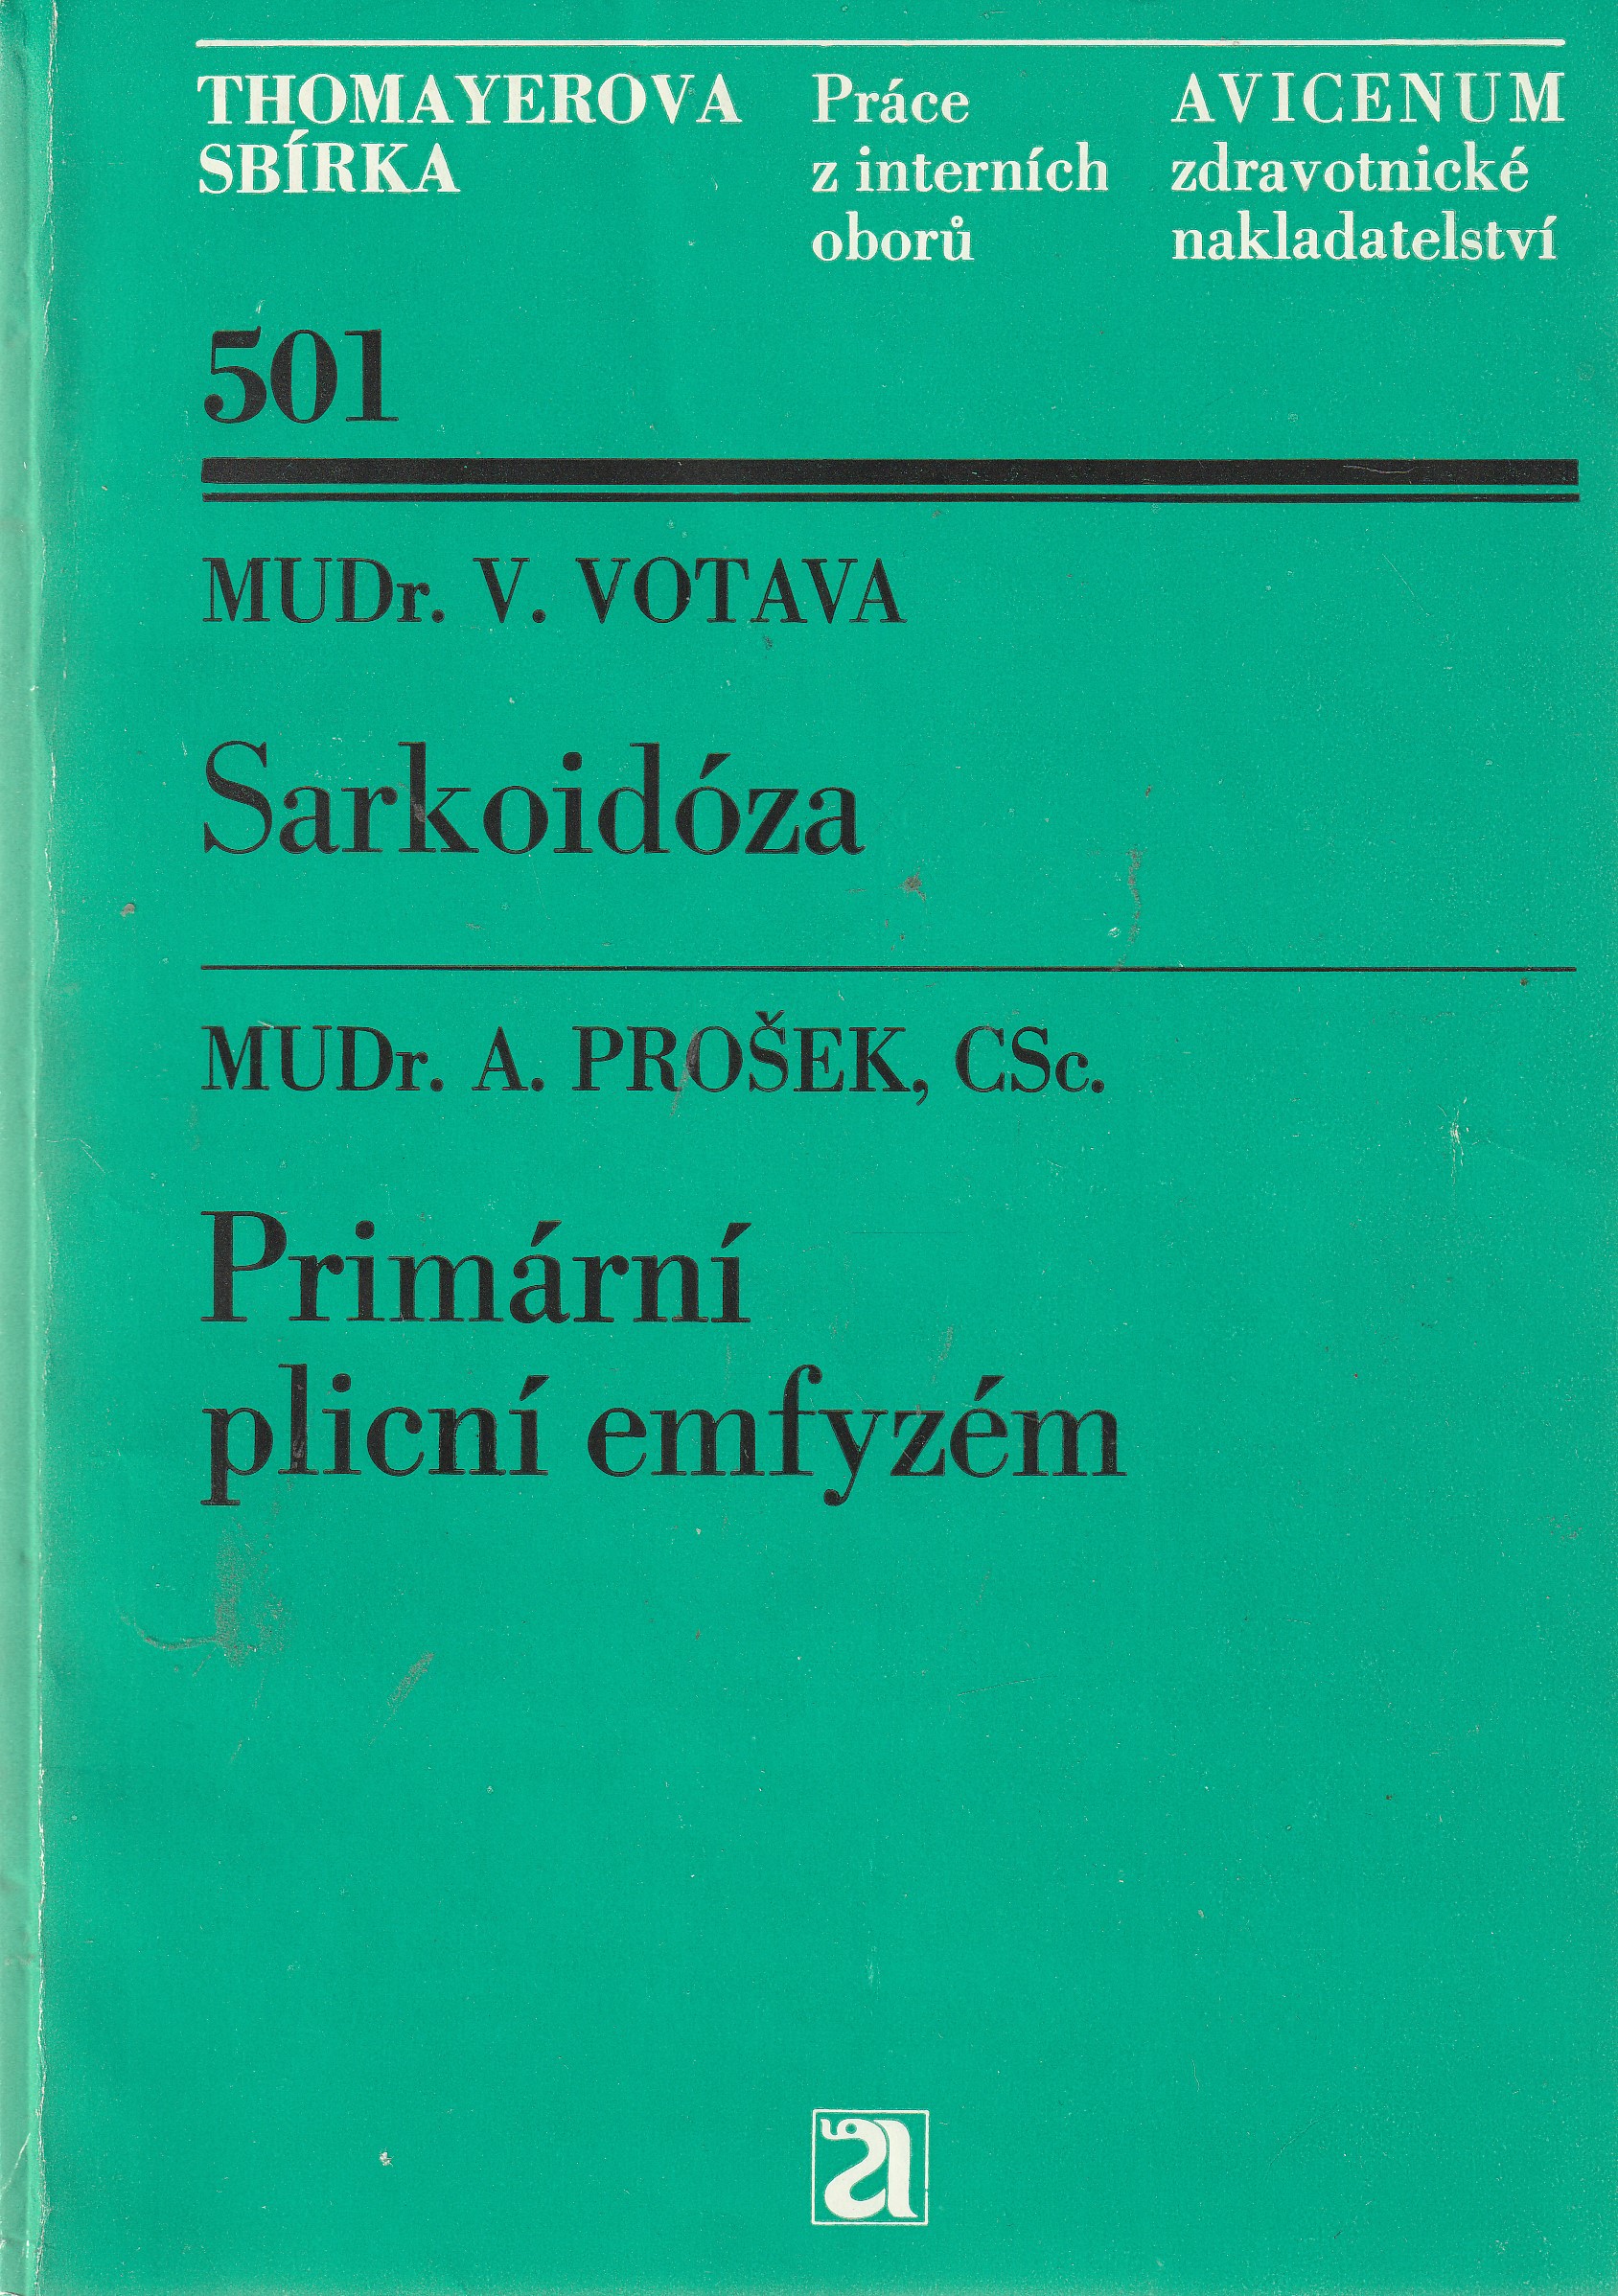 THOMAYEROVA
SBÍRKA
Práce
z interních
oborů
AVICENUM
zdravotnické
nakladatelství
501
MUDr. V. VOTAVA
Sarkoidóza
MUDr. A. PROŠEK, CSc.
Primární
plicní emfyzém